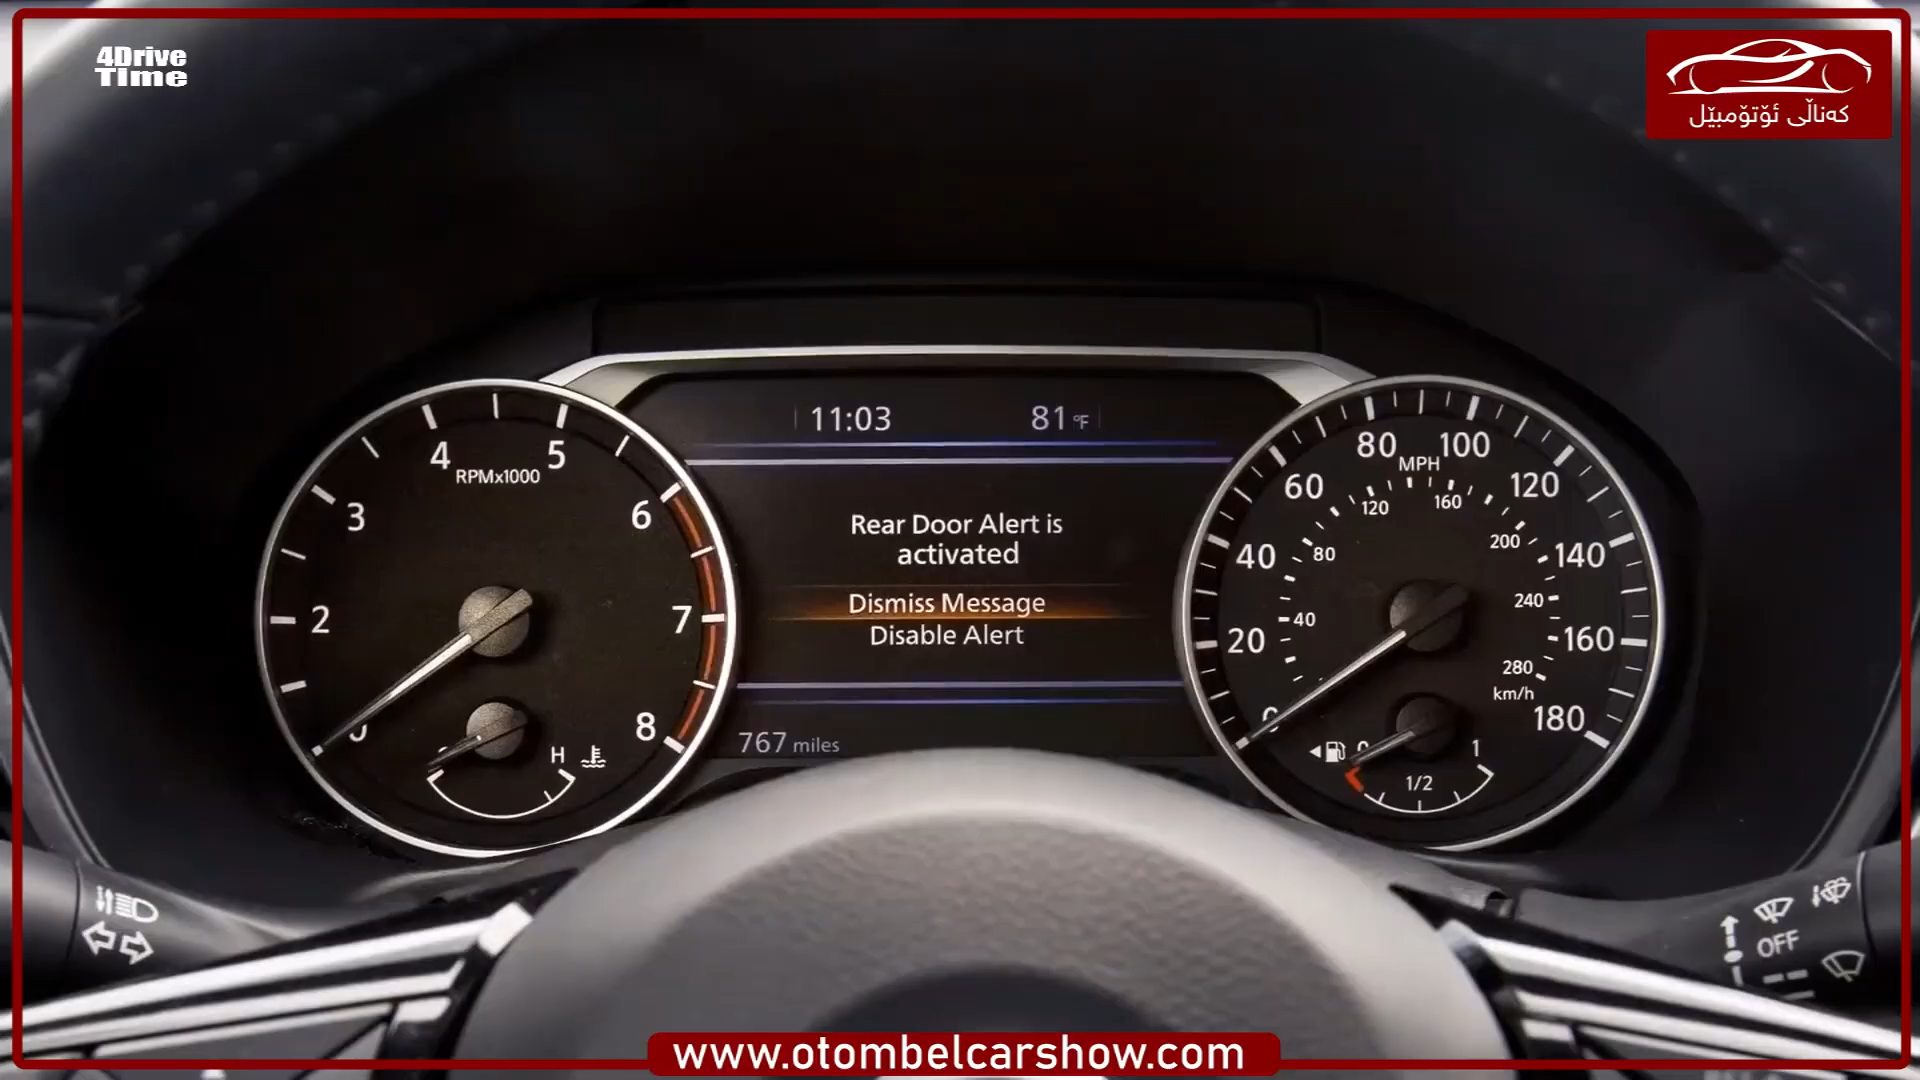 4Drive
Time
کەناڵی ئۆتۆمبێل
11:03
81 °F
4
5
RPMx1000
3
6
2
7
8
H
Rear Door Alert is
activated
Dismiss Message
Disable Alert
767 miles
80
100
MPH
60
120
120
160
40
80
200
140
240
20
40
160
280
km/h
0
180
0
1
1/2
OFF
www.otombelcarshow.com